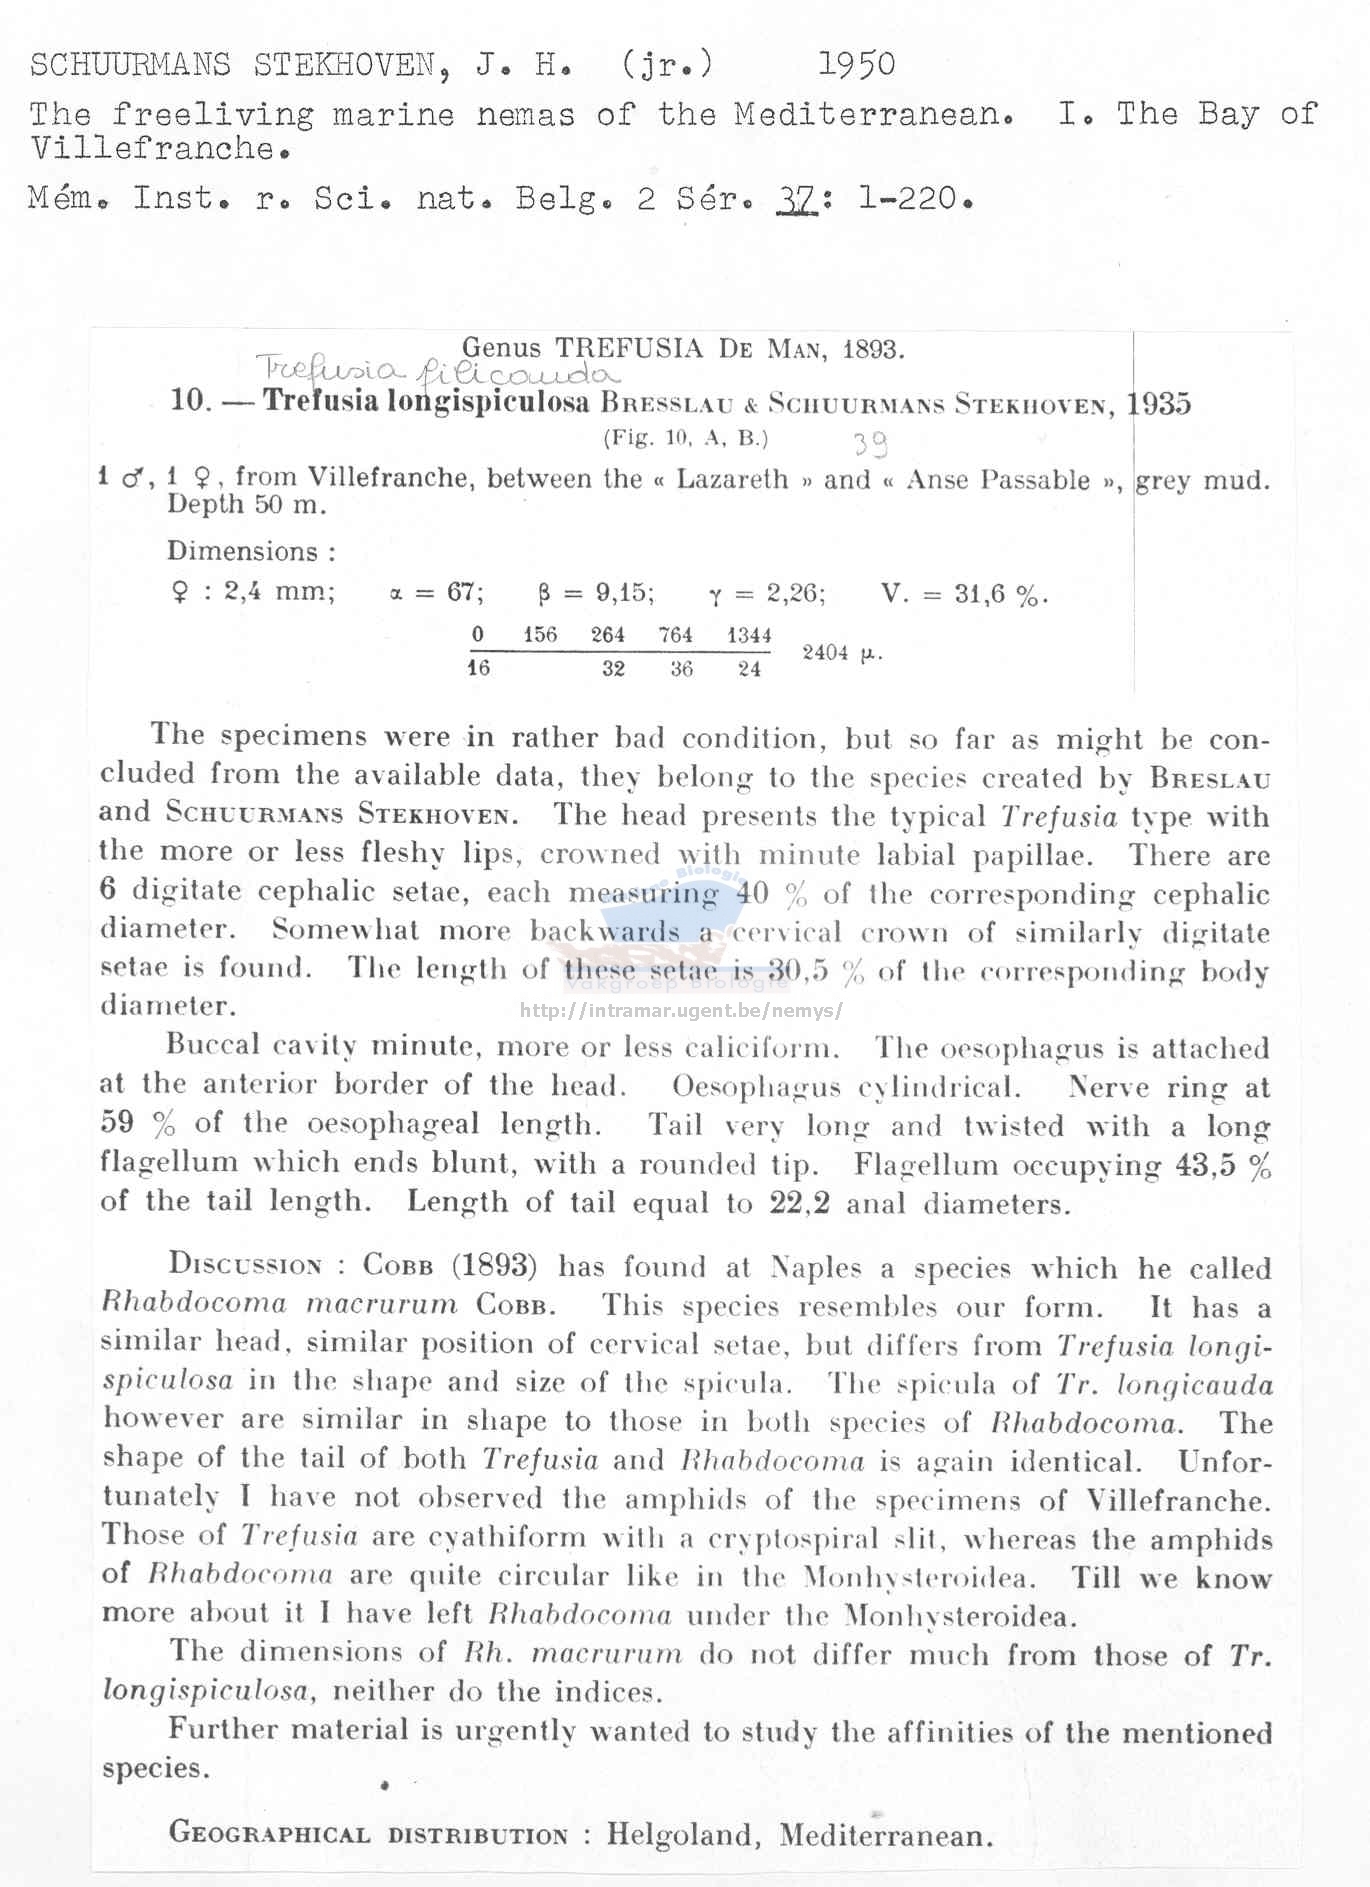 SCHUURMANS STEKHOVEN, J. H. (jr.) 1950
The freeliving marine nemas of the Mediterranean. I. The Bay of
Villefranche.
Mém. Inst. r. Sci. nat. Belg. 2 Sér. 37: 1-220.
Genus TREFUSIA DE MAN, 1893.
Trefusia filicauda
10. — Trefusia longispiculosa BRESSLAU & SCHUURMANS STEKHOVEN, 1935
(Fig. 10, A, B.) 39
1 ♂, 1 ♀, from Villefranche, between the « Lazareth » and « Anse Passable », grey mud.
Depth 50 m.
Dimensions :
♀ : 2,4 mm; α = 67; β = 9,15; γ = 2,26; V. = 31,6 %.
0 156 264 764 1344
2404 μ.
16 32 36 24
The specimens were in rather bad condition, but so far as might be con-
cluded from the available data, they belong to the species created by BRESLAU
and SCHUURMANS STEKHOVEN. The head presents the typical Trefusia type with
the more or less fleshy lips, crowned with minute labial papillae. There are
6 digitate cephalic setae, each measuring 40 % of the corresponding cephalic
diameter. Somewhat more backwards a cervical crown of similarly digitate
setae is found. The length of these setae is 30,5 % of the corresponding body
diameter.
Biologie
Vakgroep Biologie
http://intramar.ugent.be/nemys/
Buccal cavity minute, more or less caliciform. The oesophagus is attached
at the anterior border of the head. Oesophagus cylindrical. Nerve ring at
59 % of the oesophageal length. Tail very long and twisted with a long
flagellum which ends blunt, with a rounded tip. Flagellum occupying 43,5 %
of the tail length. Length of tail equal to 22,2 anal diameters.
DISCUSSION : COBB (1893) has found at Naples a species which he called
Rhabdocoma macrurum COBB. This species resembles our form. It has a
similar head, similar position of cervical setae, but differs from Trefusia longi-
spiculosa in the shape and size of the spicula. The spicula of Tr. longicauda
however are similar in shape to those in both species of Rhabdocoma. The
shape of the tail of both Trefusia and Rhabdocoma is again identical. Unfor-
tunately I have not observed the amphids of the specimens of Villefranche.
Those of Trefusia are cyathiform with a cryptospiral slit, whereas the amphids
of Rhabdocoma are quite circular like in the Monhysteroidea. Till we know
more about it I have left Rhabdocoma under the Monhysteroidea.
The dimensions of Rh. macrurum do not differ much from those of Tr.
longispiculosa, neither do the indices.
Further material is urgently wanted to study the affinities of the mentioned
species.
GEOGRAPHICAL DISTRIBUTION : Helgoland, Mediterranean.